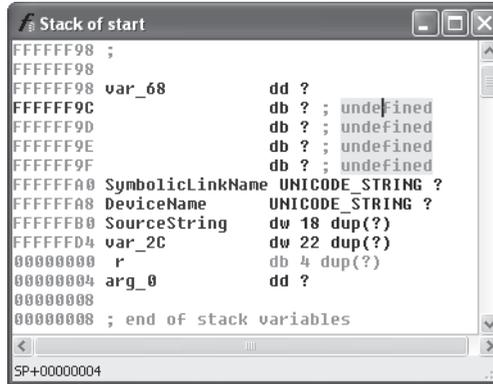 Stack of start
FFFFFF98 ;
FFFFFF98
FFFFFF98 var_68 dd ?
FFFFFF9C db ? ; undefined
FFFFFF9D db ? ; undefined
FFFFFF9E db ? ; undefined
FFFFFF9F db ? ; undefined
FFFFFFA0 SymbolicLinkName UNICODE_STRING ?
FFFFFFA8 DeviceName UNICODE_STRING ?
FFFFFFB0 SourceString dw 18 dup(?)
FFFFFFD4 var_2C dw 22 dup(?)
00000000 r db 4 dup(?)
00000004 arg_0 dd ?
00000008
00000008 ; end of stack variables
SP+00000004